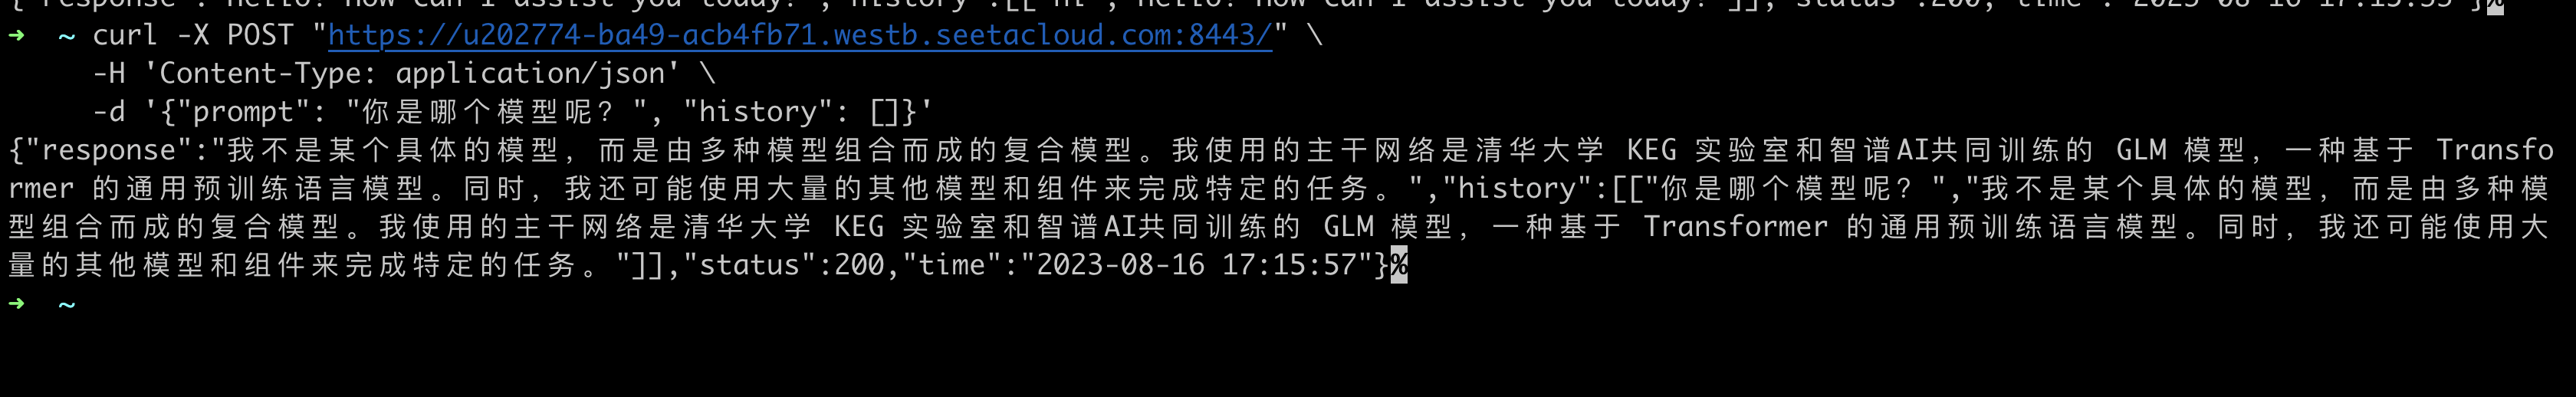 {"response":"Hello! How can I assist you today?","history":[["hi","Hello! How can I assist you today?"]],"status":200,"time":"2023-08-16 17:15:35"}%
➜  ~ curl -X POST "https://u202774-ba49-acb4fb71.westb.seetacloud.com:8443/" \
     -H 'Content-Type: application/json' \
     -d '{"prompt": "你是哪个模型呢？", "history": []}'
{"response":"我不是某个具体的模型，而是由多种模型组合而成的复合模型。我使用的主干网络是清华大学 KEG 实验室和智谱AI共同训练的 GLM 模型，一种基于 Transfo
rmer 的通用预训练语言模型。同时，我还可能使用大量的其他模型和组件来完成特定的任务。","history":[["你是哪个模型呢？","我不是某个具体的模型，而是由多种模
型组合而成的复合模型。我使用的主干网络是清华大学 KEG 实验室和智谱AI共同训练的 GLM 模型，一种基于 Transformer 的通用预训练语言模型。同时，我还可能使用大
量的其他模型和组件来完成特定的任务。"]],"status":200,"time":"2023-08-16 17:15:57"}%
➜  ~